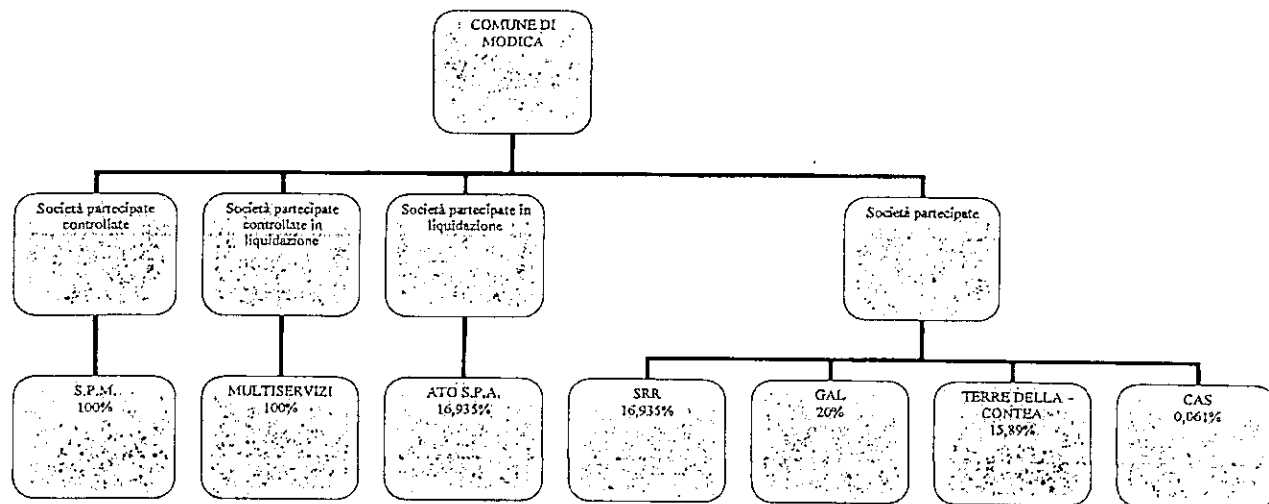 COMUNE DI
MODICA
Società partecipate
controllate
Società partecipate
controllate in
liquidazione
Società partecipate in
liquidazione
Società partecipate
S.P.M.
100%
MULTISERVIZI
100%
ATO S.P.A.
16,935%
SRR
16,935%
GAL
20%
TERRE DELLA -
CONTEA
15,89%
CAS
0,061%